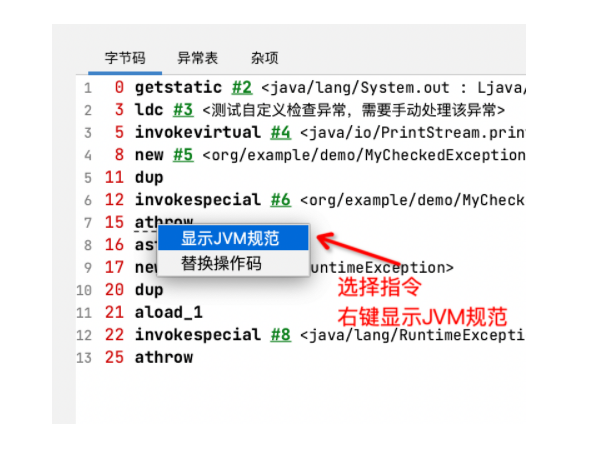 字节码 异常表 杂项
1 0 getstatic #2 <java/lang/System.out : Ljava/
2 3 ldc #3 <测试自定义检查异常，需要手动处理该异常>
3 5 invokevirtual #4 <java/io/PrintStream.prin
4 8 new #5 <org/example/demo/MyCheckedException
5 11 dup
6 12 invokespecial #6 <org/example/demo/MyCheck
7 15 athrow
显示JVM规范
8 16 as
替换操作码
9 17 ne untimeException>
选择指令
10 20 dup
11 21 aload_1
右键显示JVM规范
12 22 invokespecial #8 <java/lang/RuntimeExcepti
13 25 athrow